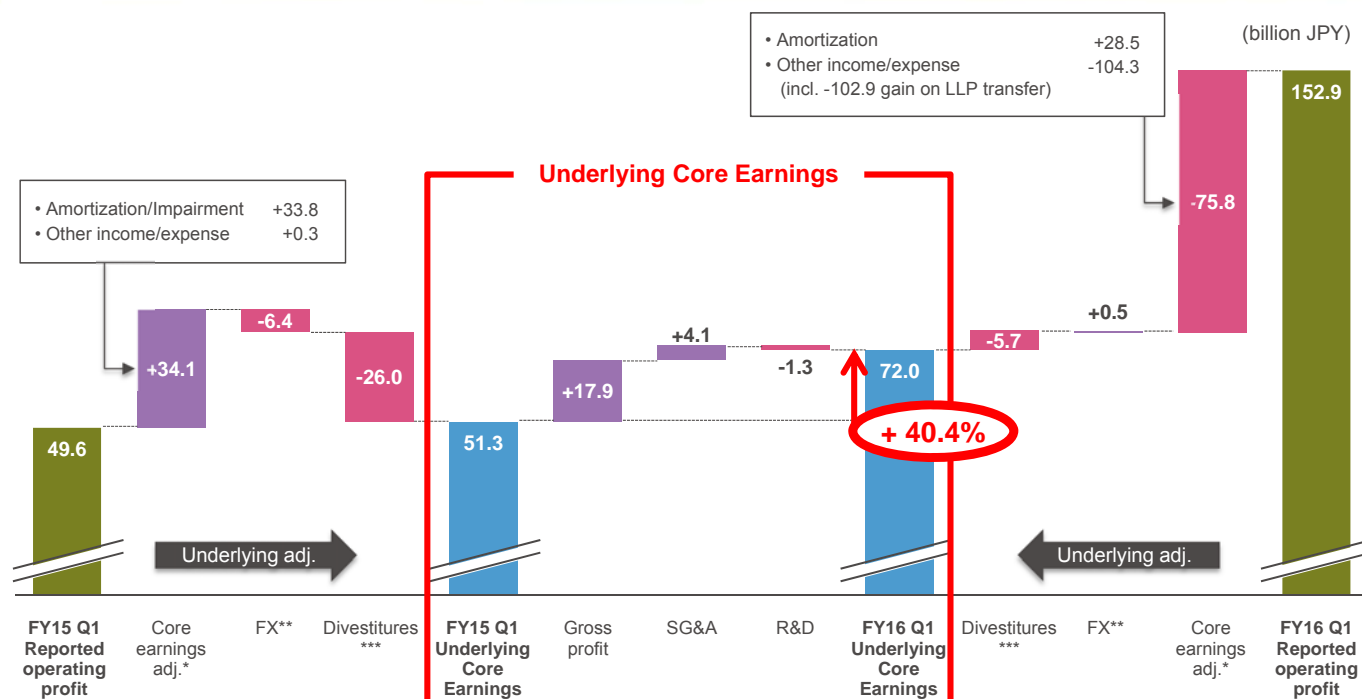 (billion JPY)
• Amortization +28.5
• Other income/expense -104.3
(incl. -102.9 gain on LLP transfer)
152.9
Underlying Core Earnings
-75.8
• Amortization/Impairment +33.8
• Other income/expense +0.3
+34.1
-6.4
-26.0
+17.9
+4.1
-1.3
72.0
-5.7
+0.5
49.6
51.3
+ 40.4%
Underlying adj.
Underlying adj.
FY15 Q1
Reported
operating
profit
Core
earnings
adj.*
FX**
Divestitures
***
FY15 Q1
Underlying
Core
Earnings
Gross
profit
SG&A
R&D
FY16 Q1
Underlying
Core
Earnings
Divestitures
***
FX**
Core
earnings
adj.*
FY16 Q1
Reported
operating
profit